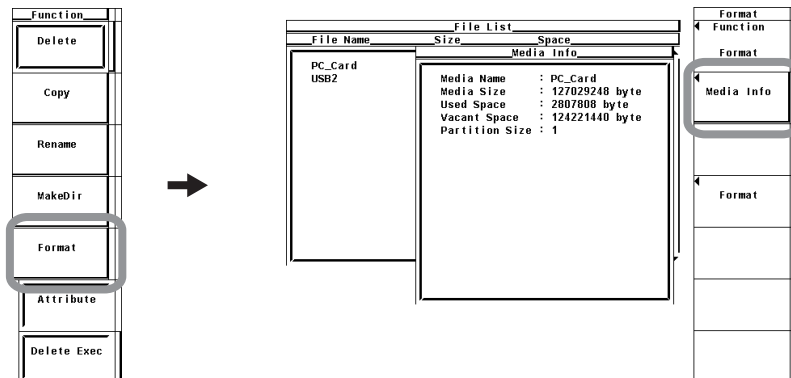 Function
Delete
Copy
Rename
MakeDir
Format
Attribute
Delete Exec
File List
File Name Size Space
PC_Card
USB2
Media Info
Media Name : PC_Card
Media Size : 127029248 byte
Used Space : 2807808 byte
Vacant Space : 124221440 byte
Partition Size : 1
Format
Function
Format
Media Info
Format